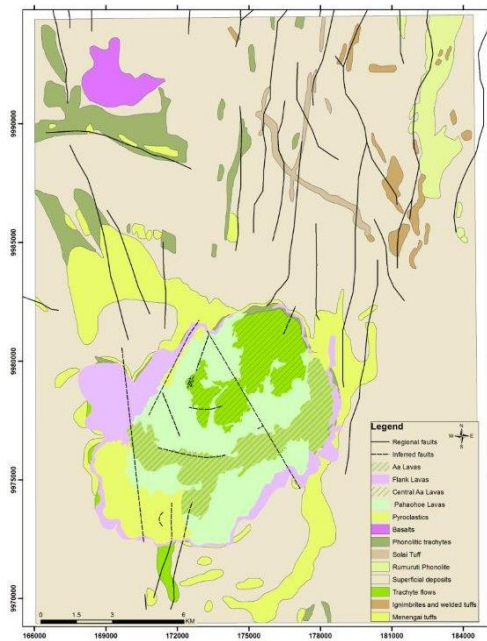 9990000
9985000
9980000
9975000
9970000
Legend
N
W E
S
Regional faults
Inferred faults
Aa Lavas
Flank Lavas
Central Aa Lavas
Pahoehoe Lavas
Pyroclastics
Basalts
Phonolitic trachytes
Solai Tuff
Rumuruti Phonolite
Superficial deposits
Trachyte flows
Ignimbrites and welded tuffs
Menengai tuffs
0 1.5 3 6
KM
166000 169000 172000 175000 178000 181000 184000